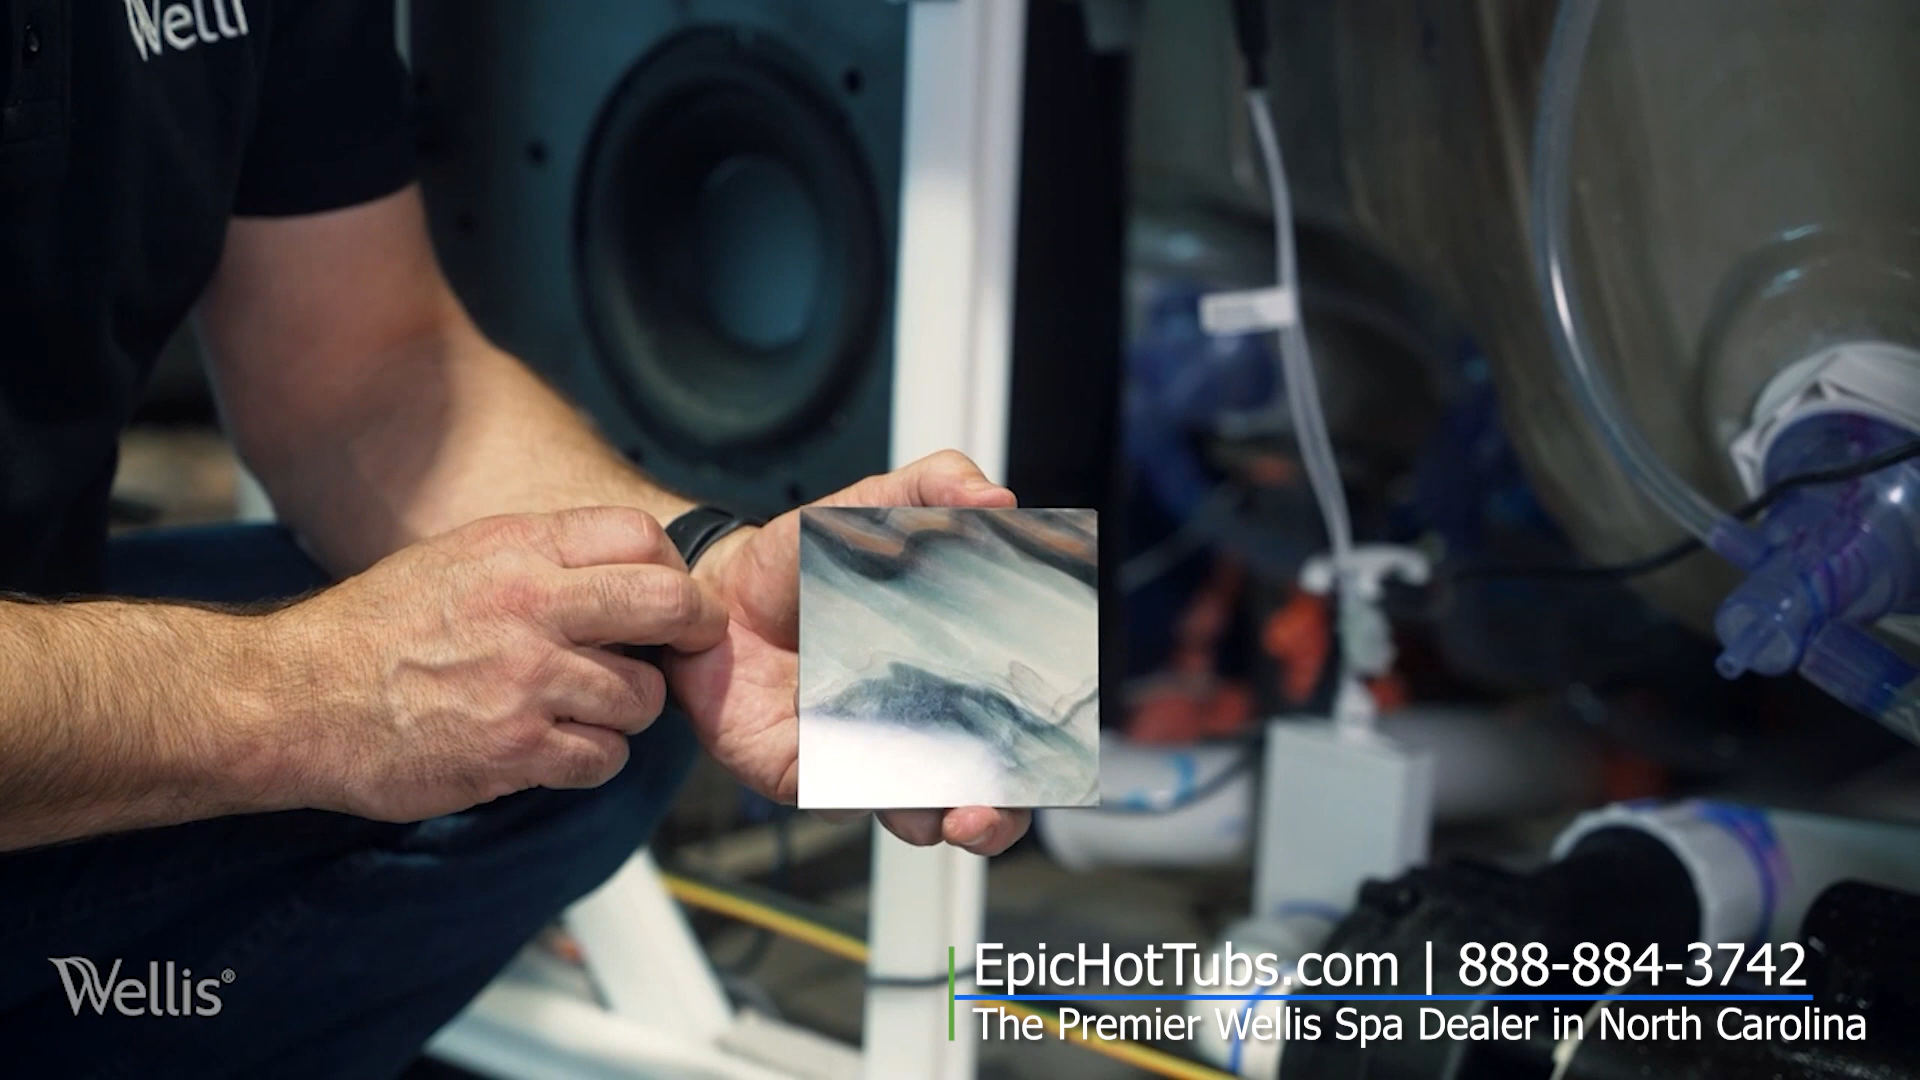 Welli
Wellis®
EpicHotTubs.com | 888-884-3742
The Premier Wellis Spa Dealer in North Carolina